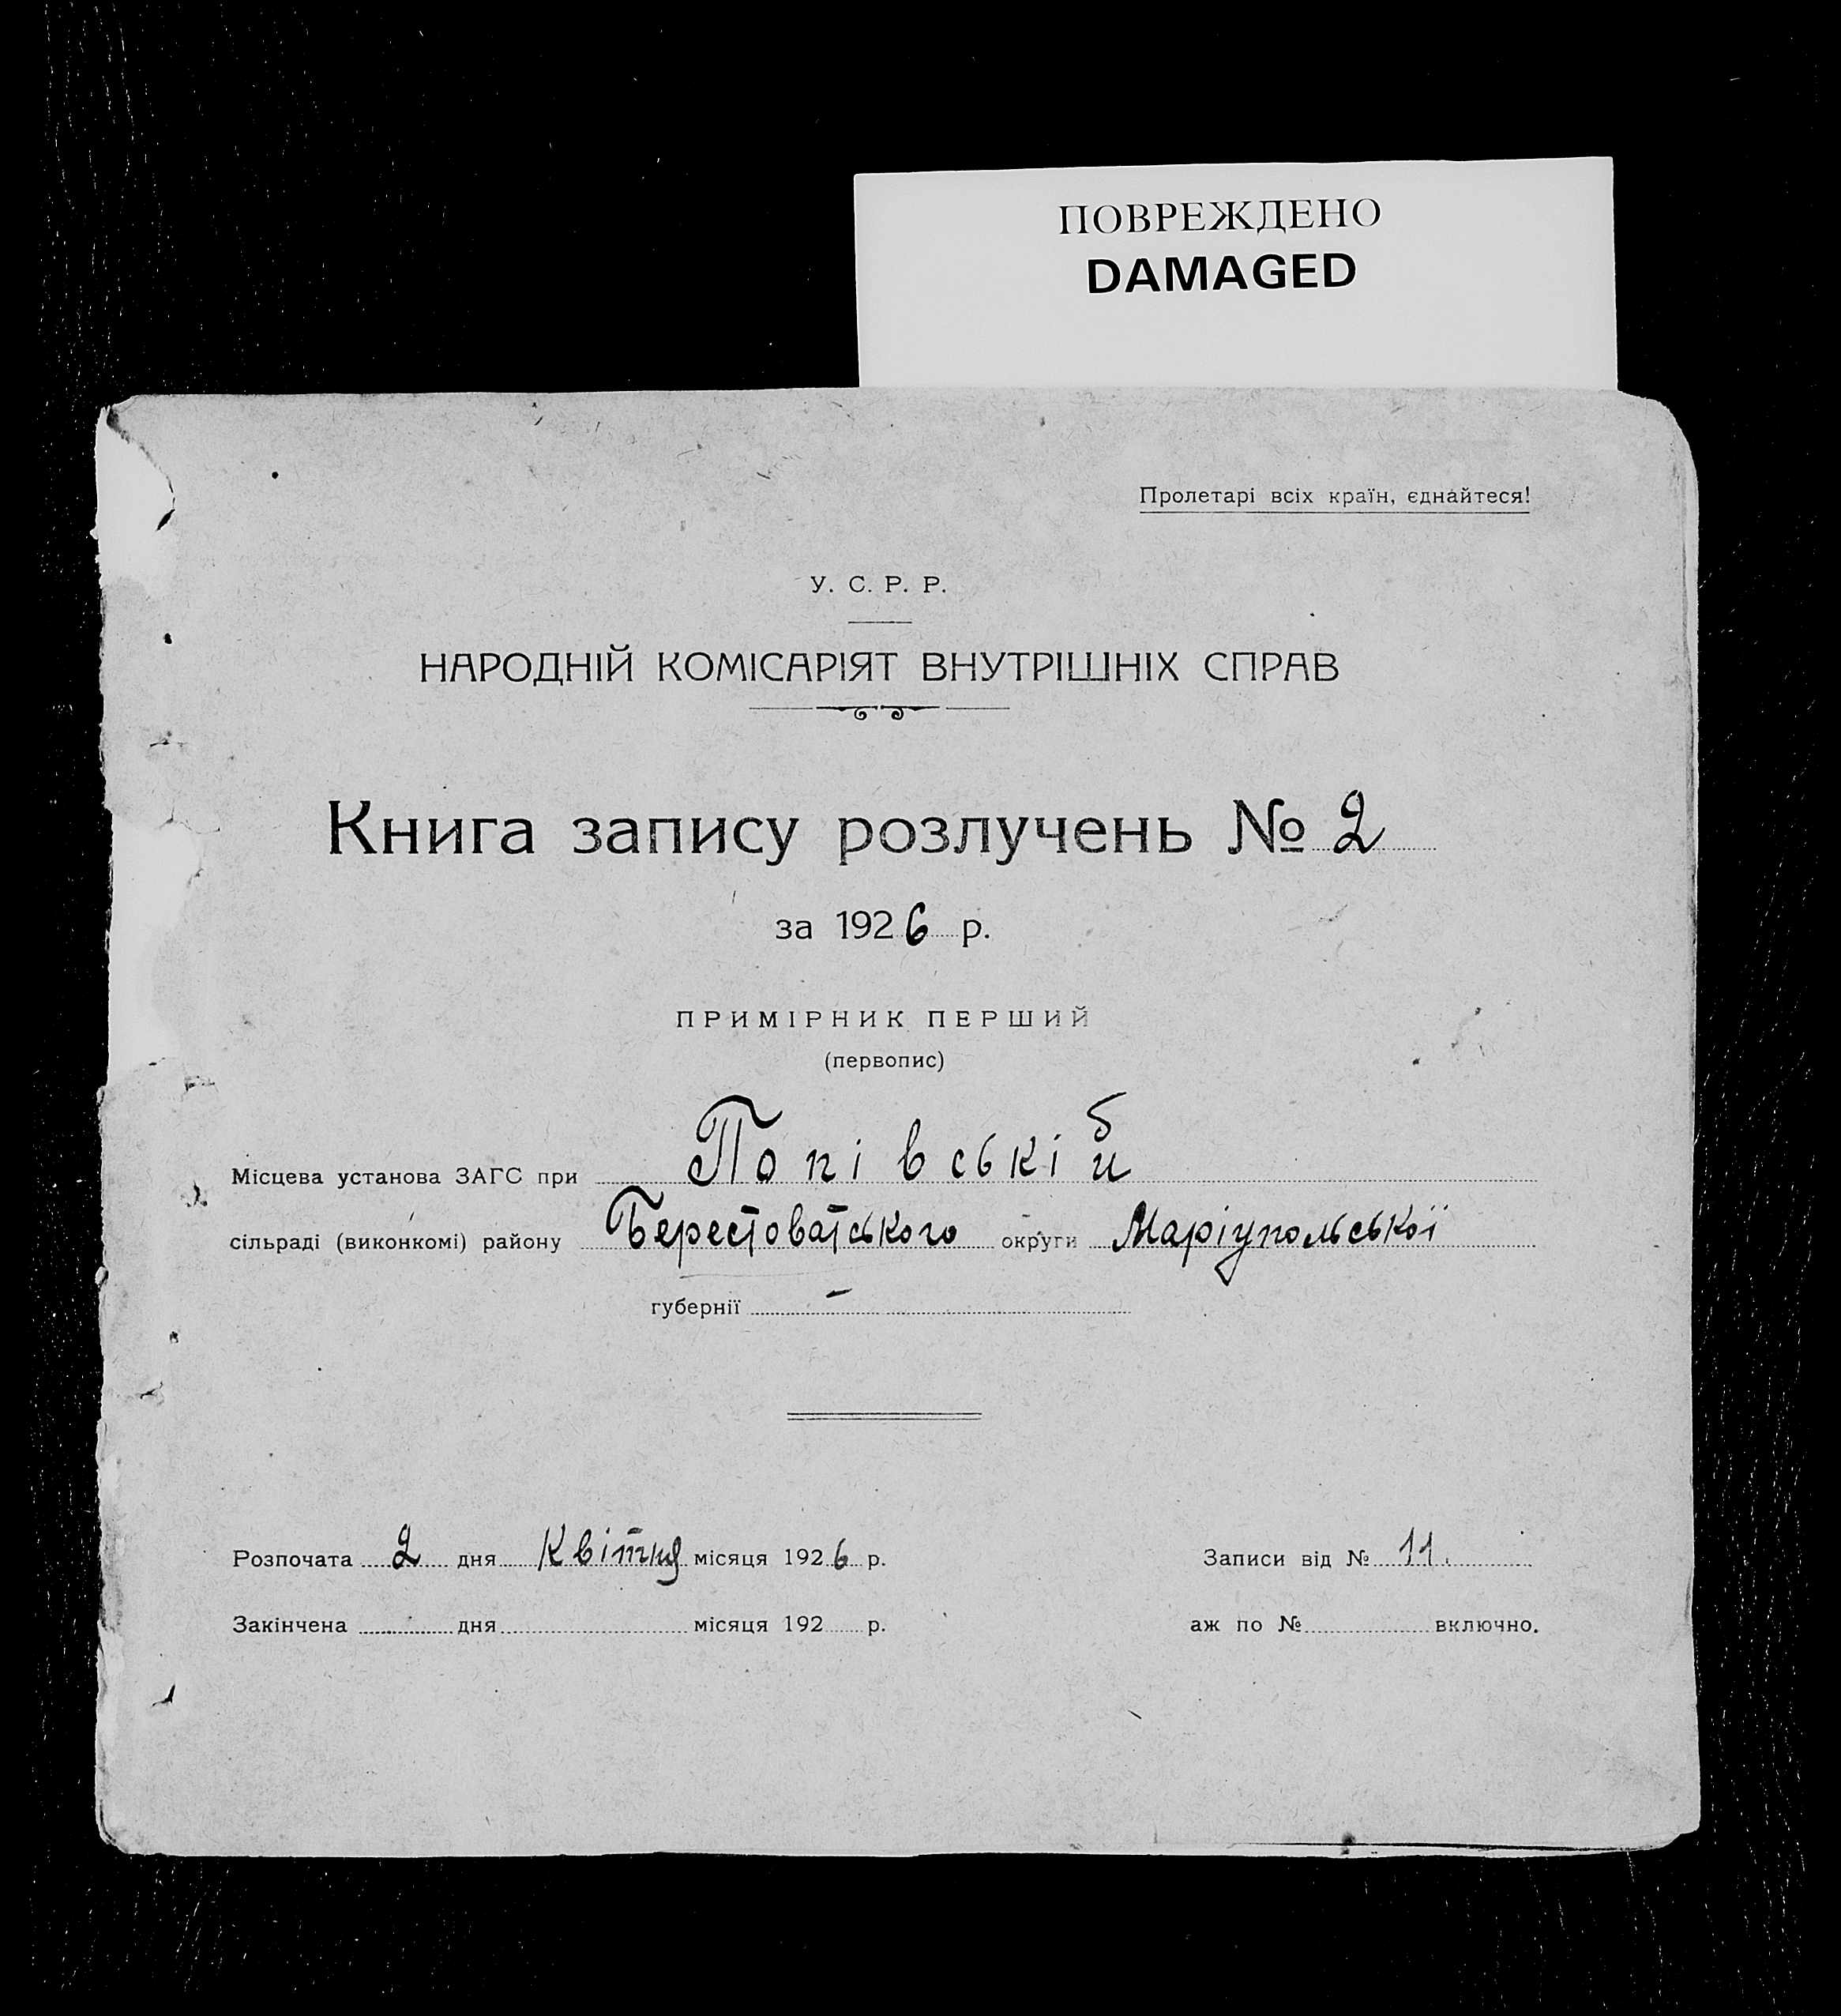 ПОВРЕЖДЕНО
DAMAGED
Пролетарі всіх країн, єднайтеся!
У. С. Р. Р.
НАРОДНІЙ КОМІСАРІЯТ ВНУТРІШНІХ СПРАВ
Книга запису розлучень № 2
за 1926 р.
ПРИМІРНИК ПЕРШИЙ
(первопис)
Місцева установа ЗАГС при Попівській
сільраді (виконкомі) району Берестоватського округи Маріупольської
губернії –
Розпочата 2 дня Квітня місяця 1926 р. Записи від № 11.
Закінчена дня місяця 192 р. аж по № включно.